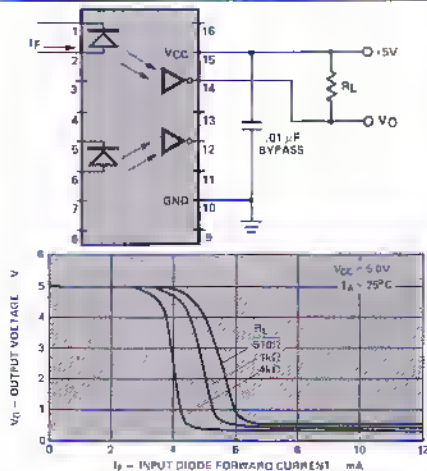 IF
1
2
3
4
5
6
7
8
16
15
14
13
12
11
10
9
VCC
GND
.01 µF
BYPASS
RL
+5V
VO
VO – OUTPUT VOLTAGE – V
6
5
4
3
2
1
0
VCC = 5.0V
TA = 25°C
RL
510Ω
1kΩ
4kΩ
0 2 4 6 8 10 12
IF – INPUT DIODE FORWARD CURRENT – mA